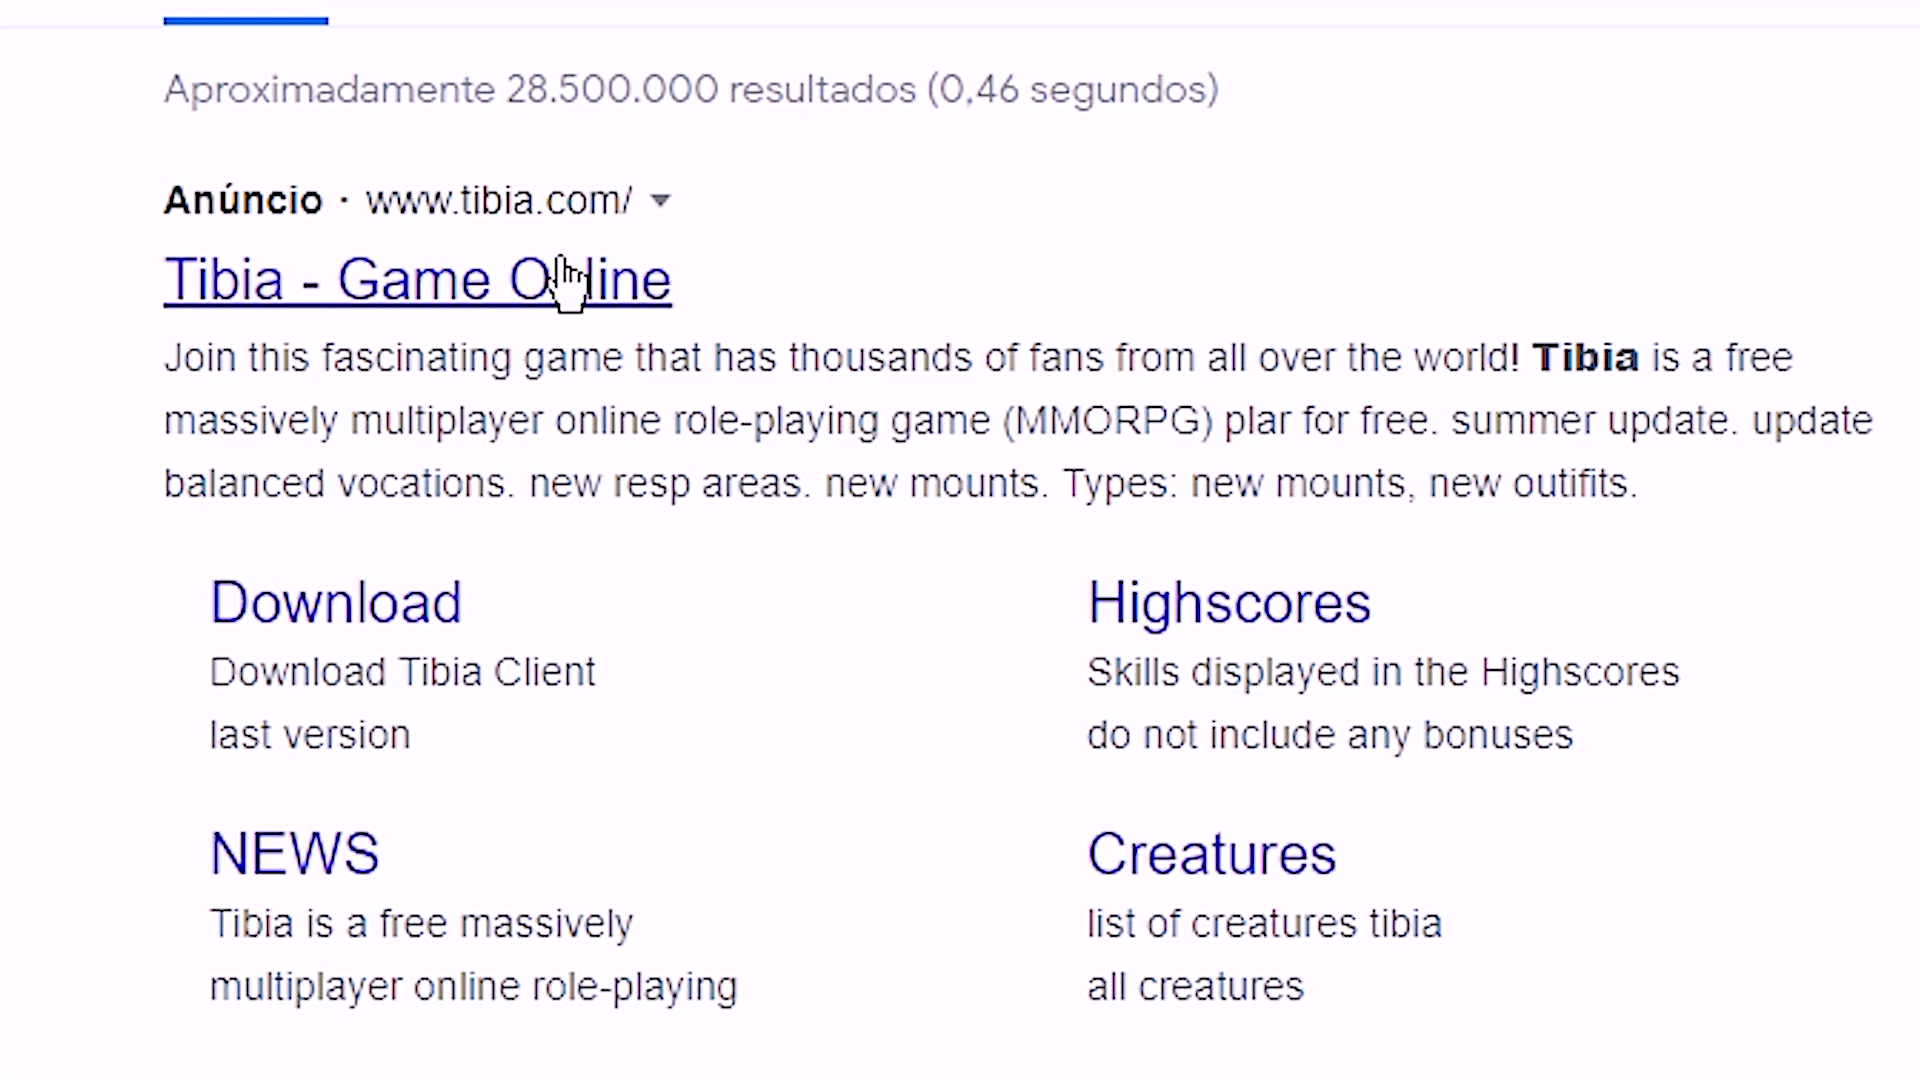 Aproximadamente 28.500.000 resultados (0,46 segundos)
Anúncio · www.tibia.com/
Tibia - Game Online
Join this fascinating game that has thousands of fans from all over the world! Tibia is a free
massively multiplayer online role-playing game (MMORPG) plar for free. summer update. update
balanced vocations. new resp areas. new mounts. Types: new mounts, new outifits.
Download
Download Tibia Client
last version
Highscores
Skills displayed in the Highscores
do not include any bonuses
NEWS
Tibia is a free massively
multiplayer online role-playing
Creatures
list of creatures tibia
all creatures